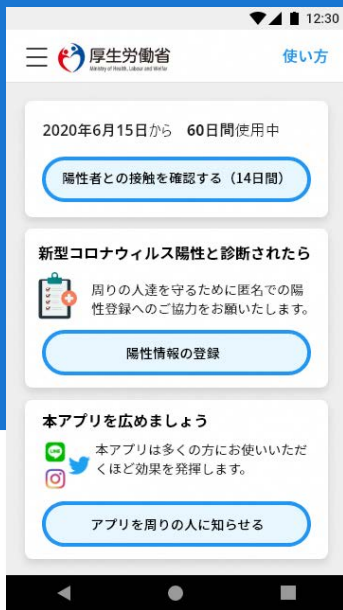 12:30
厚生労働省
Ministry of Health, Labour and Welfar
使い方
2020年6月15日から 60日間使用中
陽性者との接触を確認する（14日間）
新型コロナウィルス陽性と診断されたら
周りの人達を守るために匿名での陽
性登録へのご協力をお願いたします。
陽性情報の登録
本アプリを広めましょう
LINE
本アプリは多くの方にお使いいただ
くほど効果を発揮します。
アプリを周りの人に知らせる